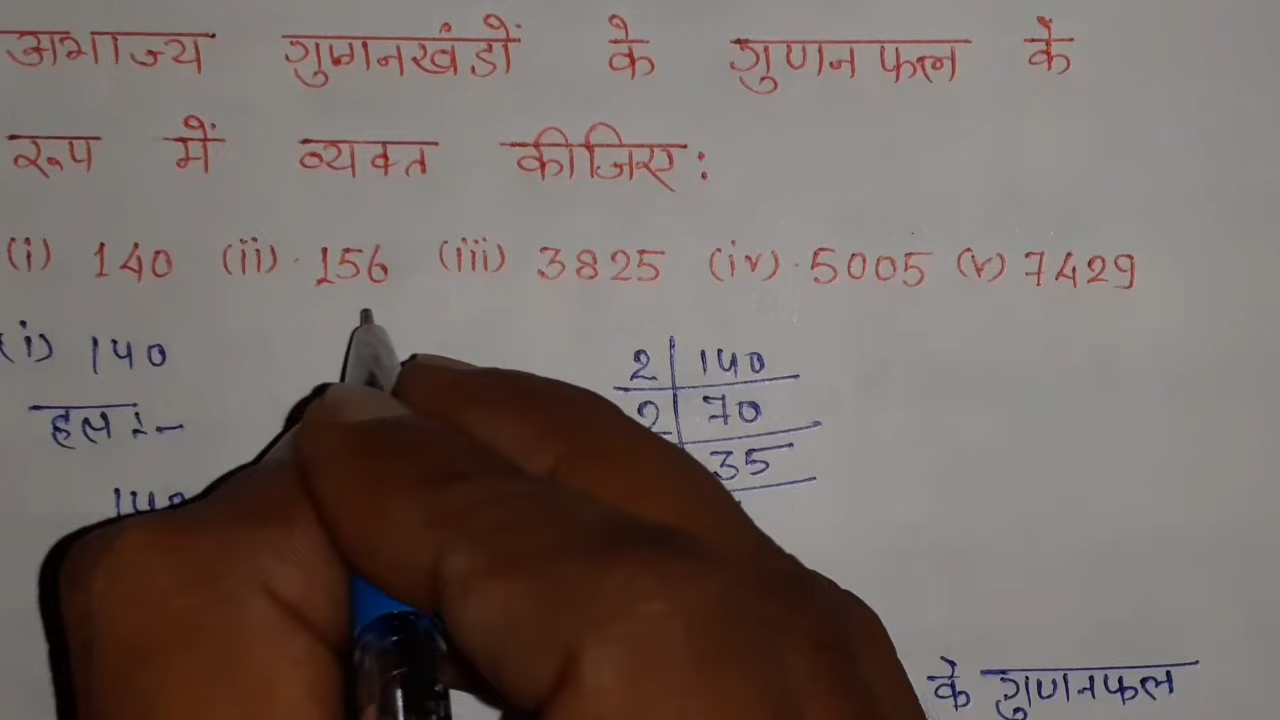 अभाज्य गुणनखंडों के गुणनफल के
रूप में व्यक्त कीजिए:
(i) 140 (ii) 156 (iii) 3825 (iv) 5005 (v) 7429
(i) 140
हल :-
140
2 | 140
2 | 70
35
के गुणनफल